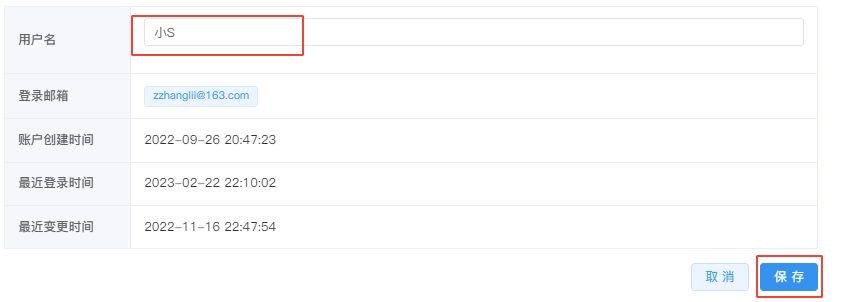 用户名 小S
登录邮箱 zzhanglii@163.com
账户创建时间 2022-09-26 20:47:23
最近登录时间 2023-02-22 22:10:02
最近变更时间 2022-11-16 22:47:54
取消 保存